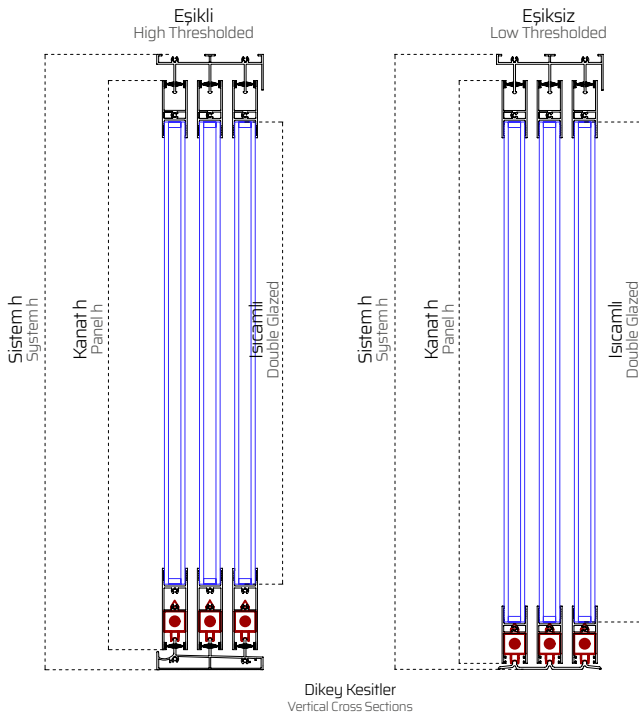 Eşikli
High Thresholded
Eşiksiz
Low Thresholded
Sistem h
System h
Kanat h
Panel h
Isıcamlı
Double Glazed
Sistem h
System h
Kanat h
Panel h
Isıcamlı
Double Glazed
Dikey Kesitler
Vertical Cross Sections